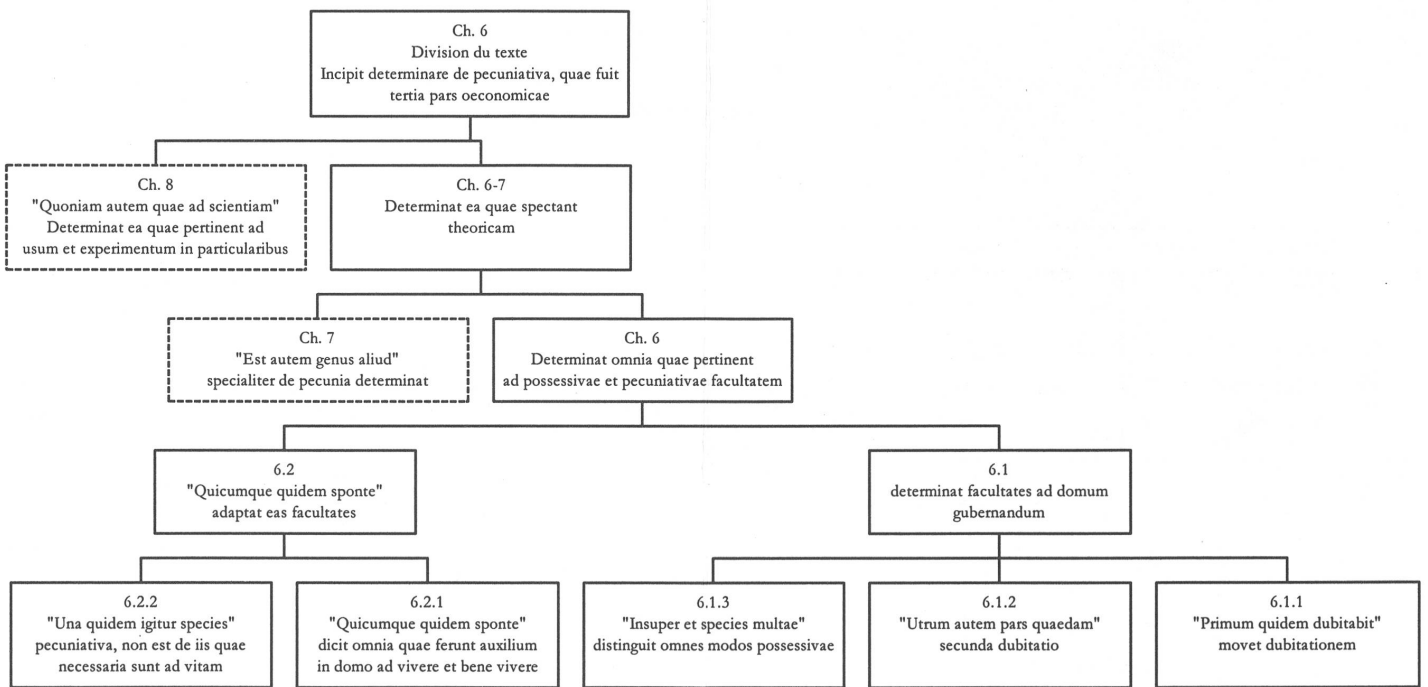 Ch. 6
Division du texte
Incipit determinare de pecuniativa, quae fuit
tertia pars oeconomicae
Ch. 8
"Quoniam autem quae ad scientiam"
Determinat ea quae pertinent ad
usum et experimentum in particularibus
Ch. 6-7
Determinat ea quae spectant
theoricam
Ch. 7
"Est autem genus aliud"
specialiter de pecunia determinat
Ch. 6
Determinat omnia quae pertinent
ad possessivae et pecuniativae facultatem
6.2
"Quicumque quidem sponte"
adaptat eas facultates
6.1
determinat facultates ad domum
gubernandum
6.2.2
"Una quidem igitur species"
pecuniativa, non est de iis quae
necessaria sunt ad vitam
6.2.1
"Quicumque quidem sponte"
dicit omnia quae ferunt auxilium
in domo ad vivere et bene vivere
6.1.3
"Insuper et species multae"
distinguit omnes modos possessivae
6.1.2
"Utrum autem pars quaedam"
secunda dubitatio
6.1.1
"Primum quidem dubitabit"
movet dubitationem